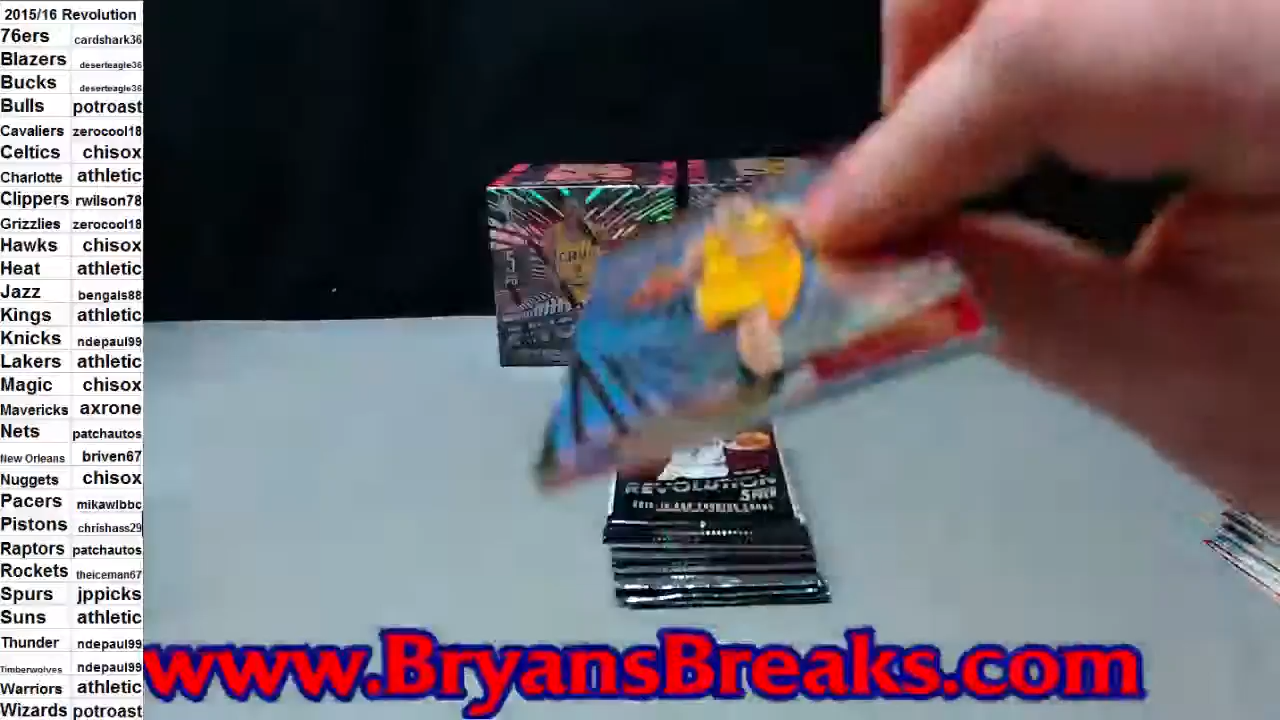 2015/16 Revolution
76ers cardshark36
Blazers deserteagle36
Bucks deserteagle36
Bulls potroast
Cavaliers zerocool18
Celtics chisox
Charlotte athletic
Clippers rwilson78
Grizzlies zerocool18
Hawks chisox
Heat athletic
Jazz bengals88
Kings athletic
Knicks ndepaul99
Lakers athletic
Magic chisox
Mavericks axrone
Nets patchautos
New Orleans briven67
Nuggets chisox
Pacers mikawlbbc
Pistons chrishass29
Raptors patchautos
Rockets theiceman67
Spurs jppicks
Suns athletic
Thunder ndepaul99
Timberwolves ndepaul99
Warriors athletic
Wizards potroast
REVOLUTION
www.BryansBreaks.com